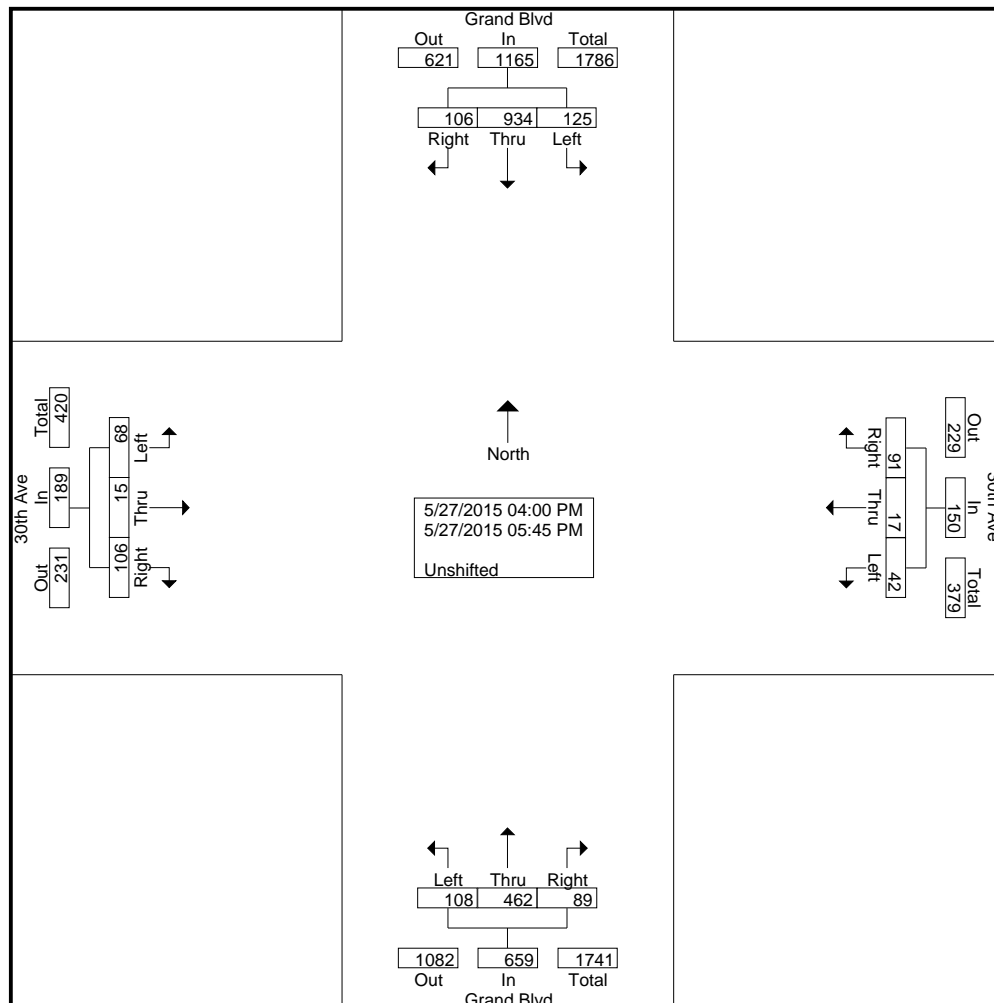 Grand Blvd
Out In Total
621 1165 1786
106 934 125
Right Thru Left
30th Ave
Total In Out
420 189 231
68 15 106
Left Thru Right
North
5/27/2015 04:00 PM
5/27/2015 05:45 PM
Unshifted
Right Thru Left
91 17 42
Out In Total
229 150 379
30th Ave
Left Thru Right
108 462 89
1082 659 1741
Out In Total
Grand Blvd